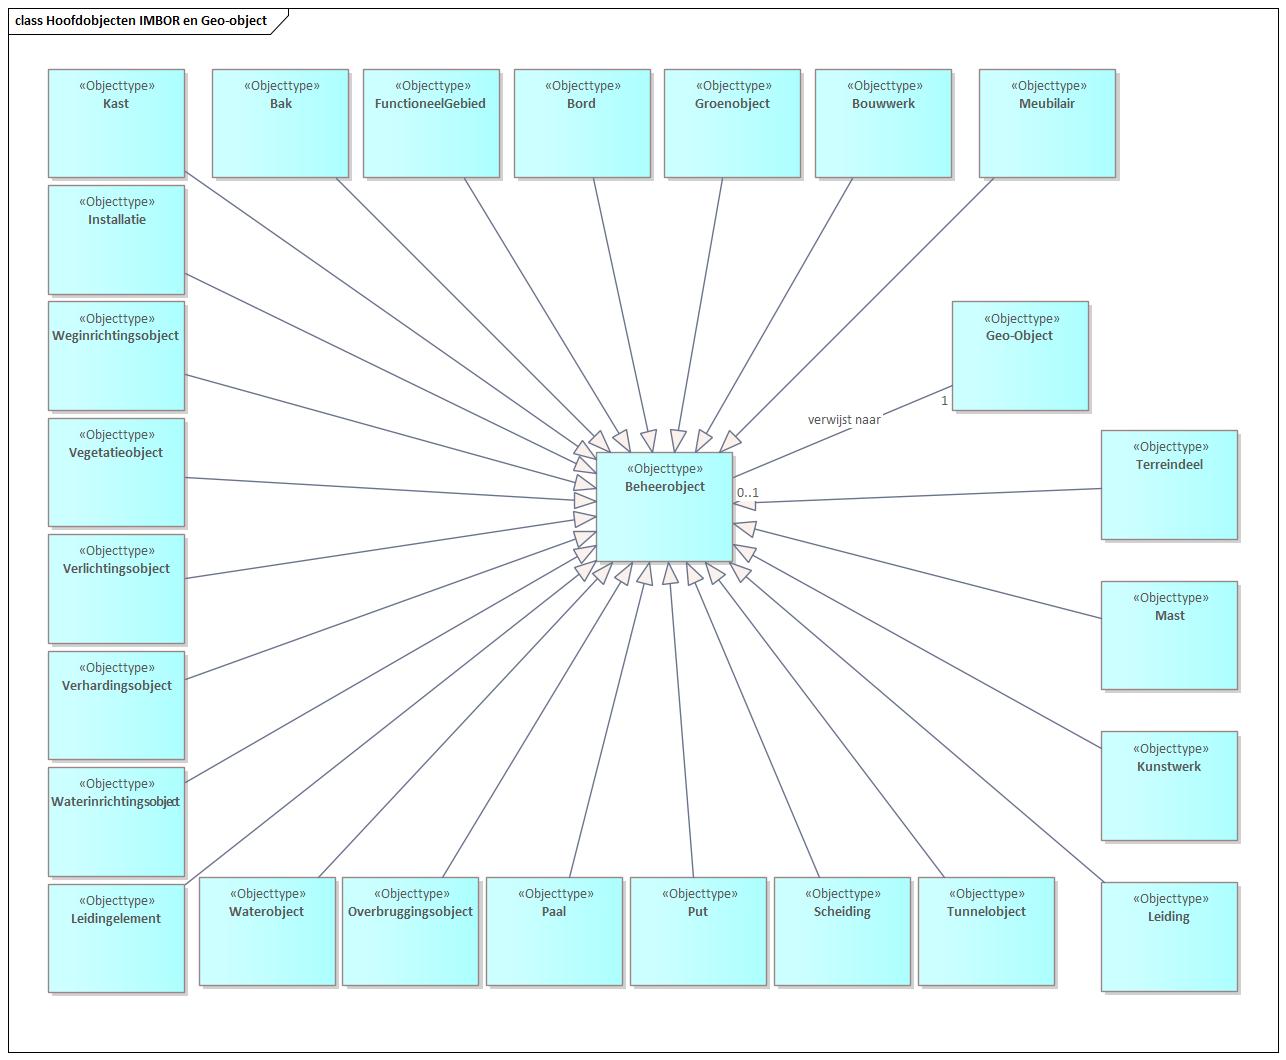 class Hoofdobjecten IMBOR en Geo-object
«Objecttype»
Kast
«Objecttype»
Bak
«Objecttype»
FunctioneelGebied
«Objecttype»
Bord
«Objecttype»
Groenobject
«Objecttype»
Bouwwerk
«Objecttype»
Meubilair
«Objecttype»
Installatie
«Objecttype»
Weginrichtingsobject
«Objecttype»
Geo-Object
1
verwijst naar
0..1
«Objecttype»
Vegetatieobject
«Objecttype»
Beheerobject
«Objecttype»
Terreindeel
«Objecttype»
Verlichtingsobject
«Objecttype»
Mast
«Objecttype»
Verhardingsobject
«Objecttype»
Kunstwerk
«Objecttype»
Waterinrichtingsobject
«Objecttype»
Leidingelement
«Objecttype»
Waterobject
«Objecttype»
Overbruggingsobject
«Objecttype»
Paal
«Objecttype»
Put
«Objecttype»
Scheiding
«Objecttype»
Tunnelobject
«Objecttype»
Leiding